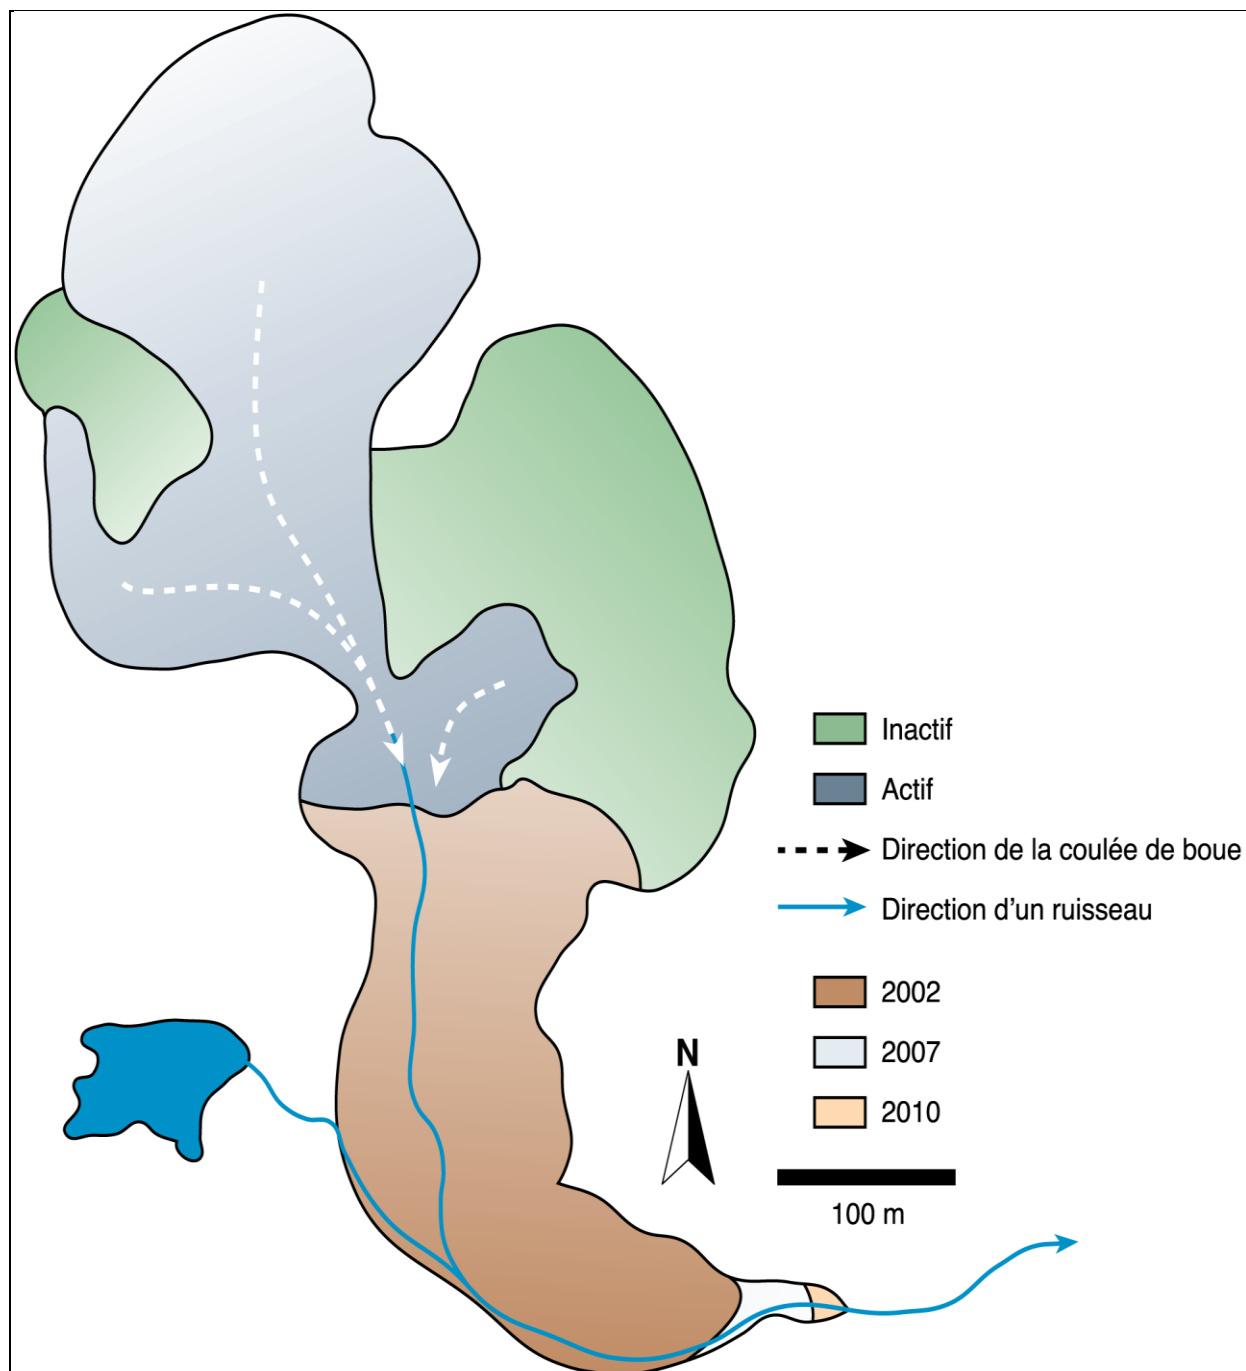 Inactif
Actif
Direction de la coulée de boue
Direction d'un ruisseau
2002
N
2007
2010
100 m